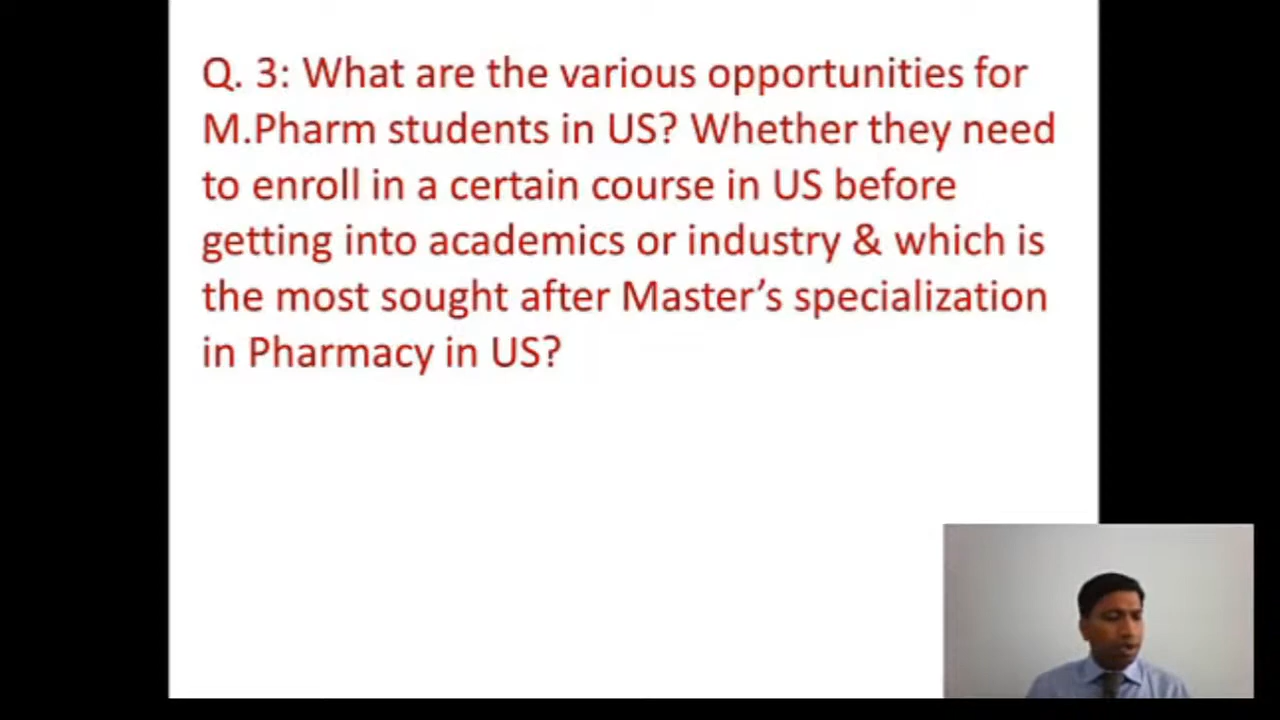 Q. 3: What are the various opportunities for
M.Pharm students in US? Whether they need
to enroll in a certain course in US before
getting into academics or industry & which is
the most sought after Master’s specialization
in Pharmacy in US?